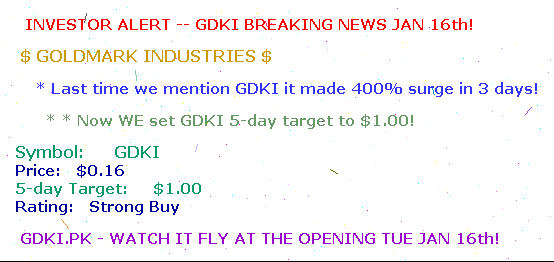 INVESTOR ALERT -- GDKI BREAKING NEWS JAN 16th!
$ GOLDMARK INDUSTRIES $
* Last time we mention GDKI it made 400% surge in 3 days!
* * Now WE set GDKI 5-day target to $1.00!
Symbol: GDKI
Price: $0.16
5-day Target: $1.00
Rating: Strong Buy
GDKI.PK - WATCH IT FLY AT THE OPENING TUE JAN 16th!